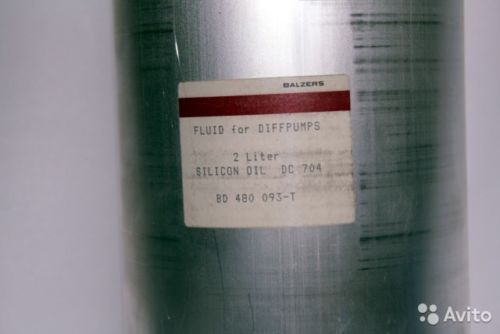 BALZERS
FLUID for DIFFPUMPS
2 Liter
SILICON OIL DC 704
BD 480 093-T
Avito